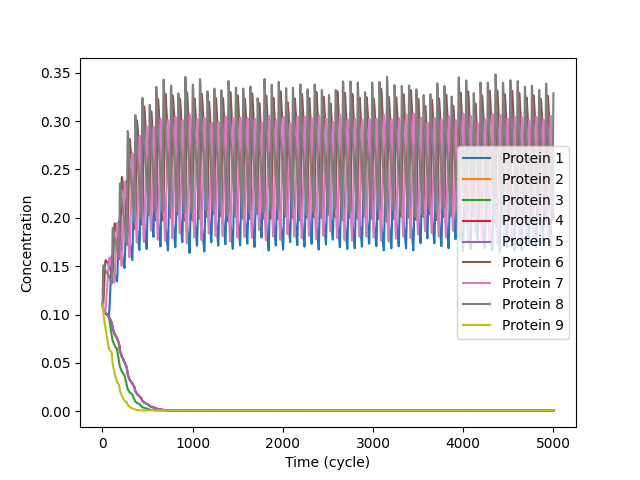 0.35
0.30
0.25
0.20
0.15
0.10
0.05
0.00
Concentration
0
1000
2000
3000
4000
5000
Time (cycle)
Protein 1
Protein 2
Protein 3
Protein 4
Protein 5
Protein 6
Protein 7
Protein 8
Protein 9